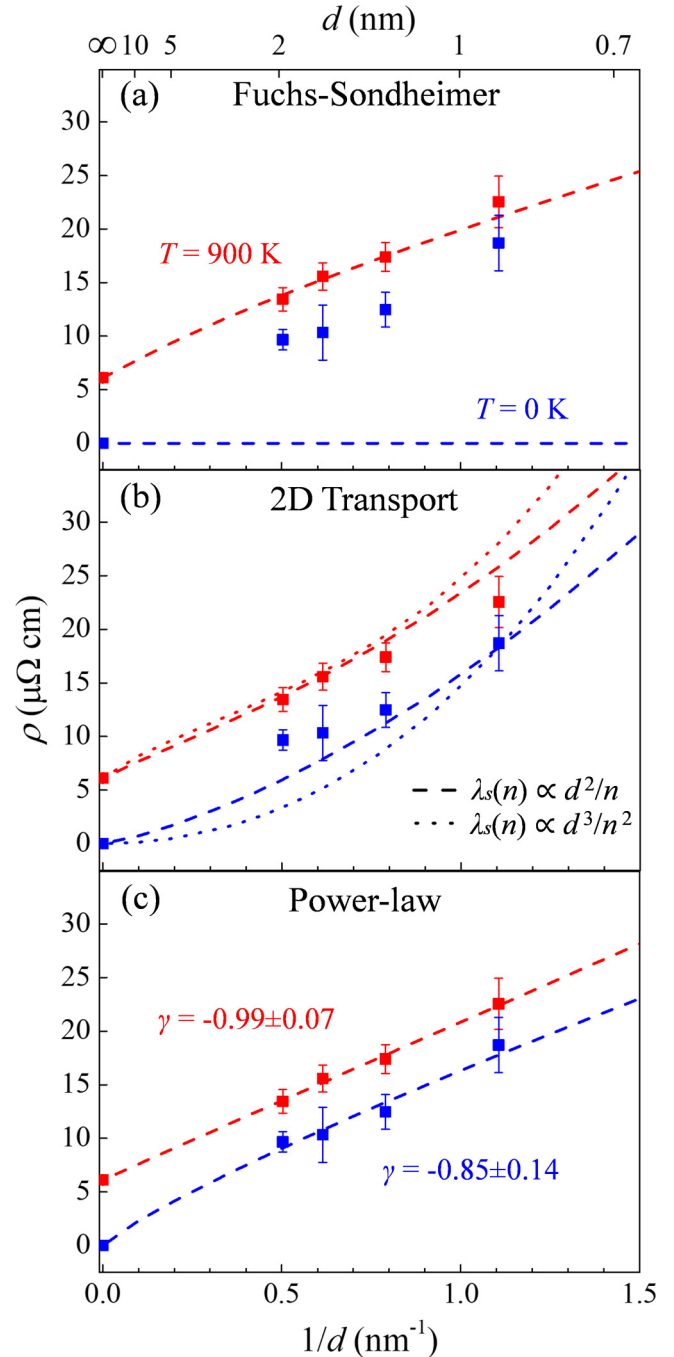 d (nm)
∞ 10 5 2 1 0.7
(a) Fuchs-Sondheimer
30
25
T = 900 K
20
15
10
T = 0 K
5
0
(b) 2D Transport
30
25
20
15
10
λs(n) ∝ d²/n
5
λs(n) ∝ d³/n²
0
ρ (μΩ cm)
(c) Power-law
30
25
γ = -0.99±0.07
20
15
10
γ = -0.85±0.14
5
0
0.0 0.5 1.0 1.5
1/d (nm⁻¹)